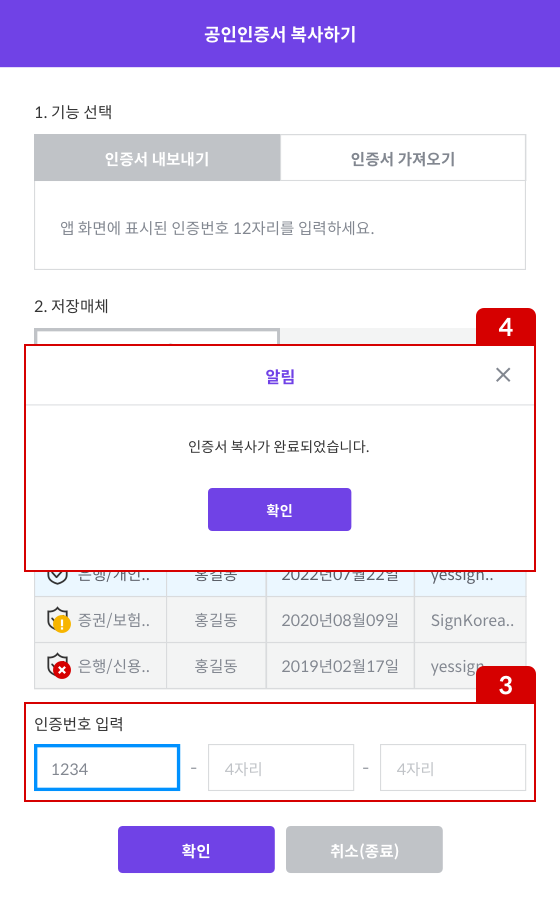 공인인증서 복사하기
1. 기능 선택
인증서 내보내기 인증서 가져오기
앱 화면에 표시된 인증번호 12자리를 입력하세요.
2. 저장매체
4
알림
인증서 복사가 완료되었습니다.
확인
은행/개인.. 홍길동 2022년07월22일 yessign..
증권/보험.. 홍길동 2020년08월09일 SignKorea..
은행/신용.. 홍길동 2019년02월17일 yessign
3
인증번호 입력
1234 - 4자리 - 4자리
확인 취소(종료)